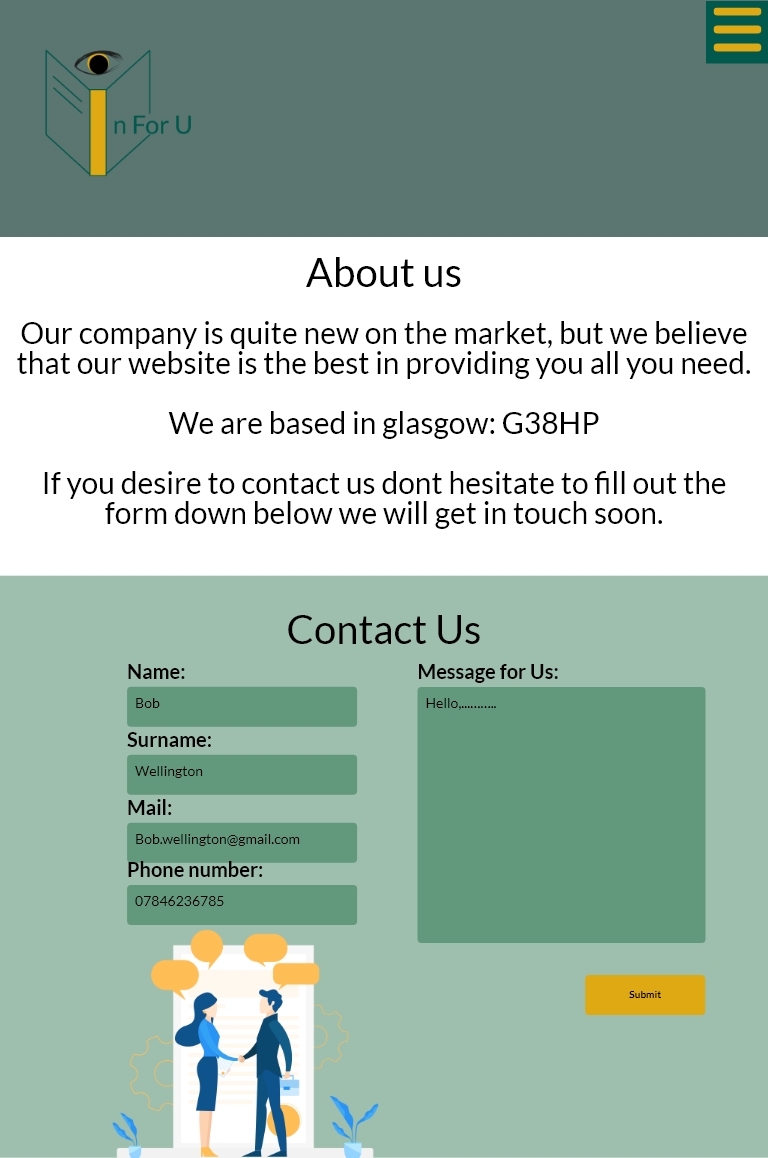 n For U
About us
Our company is quite new on the market, but we believe
that our website is the best in providing you all you need.
We are based in glasgow: G38HP
If you desire to contact us dont hesitate to fill out the
form down below we will get in touch soon.
Contact Us
Name:
Bob
Surname:
Wellington
Mail:
Bob.wellington@gmail.com
Phone number:
07846236785
Message for Us:
Hello,...........
Submit